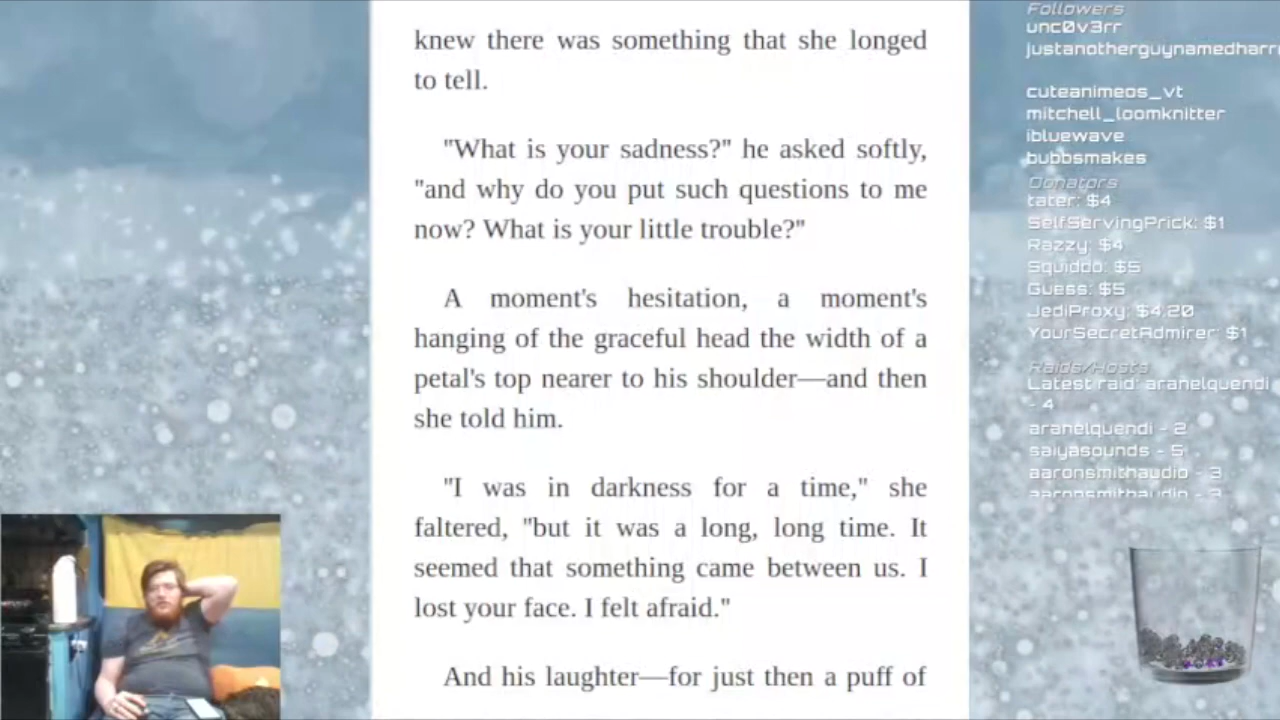 knew there was something that she longed
to tell.
"What is your sadness?" he asked softly,
"and why do you put such questions to me
now? What is your little trouble?"
A moment's hesitation, a moment's
hanging of the graceful head the width of a
petal's top nearer to his shoulder—and then
she told him.
"I was in darkness for a time," she
faltered, "but it was a long, long time. It
seemed that something came between us. I
lost your face. I felt afraid."
And his laughter—for just then a puff of
Followers
unc0v3rr
cuteanimeos_vt
mitchell_loomknitter
ibluewave
bubbsmakes
Donators
tater: $4
SelfServingPrick: $1
Razzy: $4
Squiddo: $5
Guess: $5
JediProxy: $4.20
YourSecretAdmirer: $1
Raids/Hosts
Latest raid: aranelquendi
- 4
aranelquendi - 2
saiyasounds - 5
aaronsmithaudio - 3
aaronsmithaudio - 3